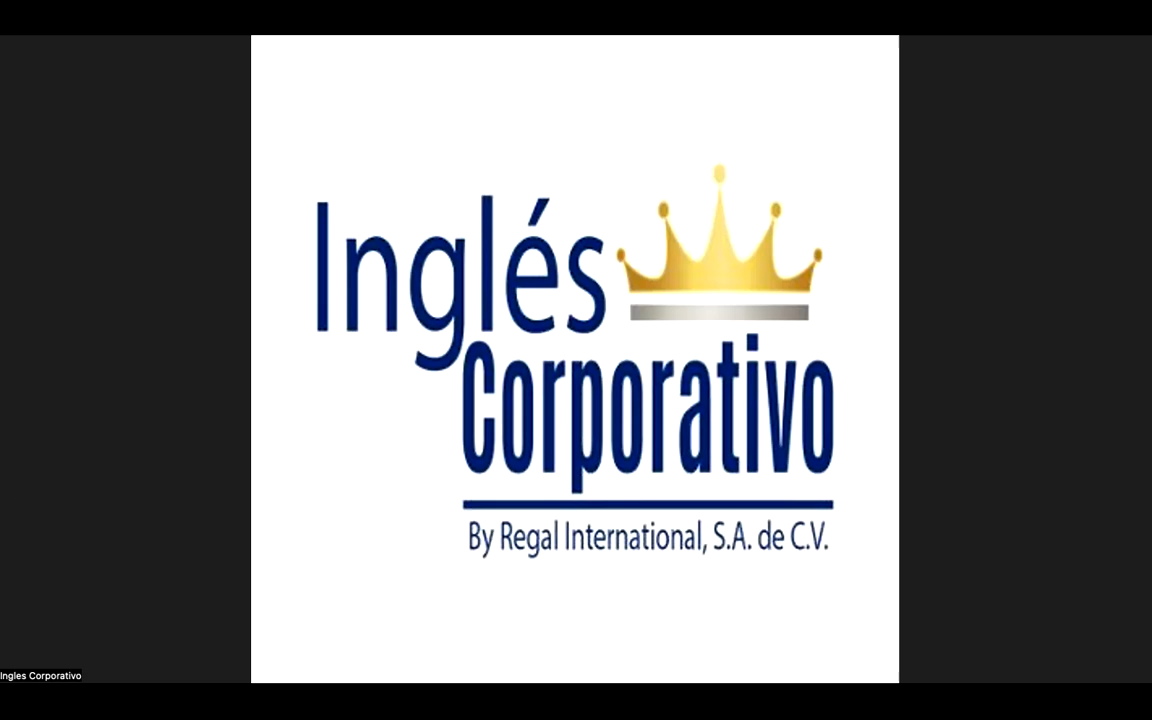 Inglés
Corporativo
By Regal International, S.A. de C.V.
Ingles Corporativo